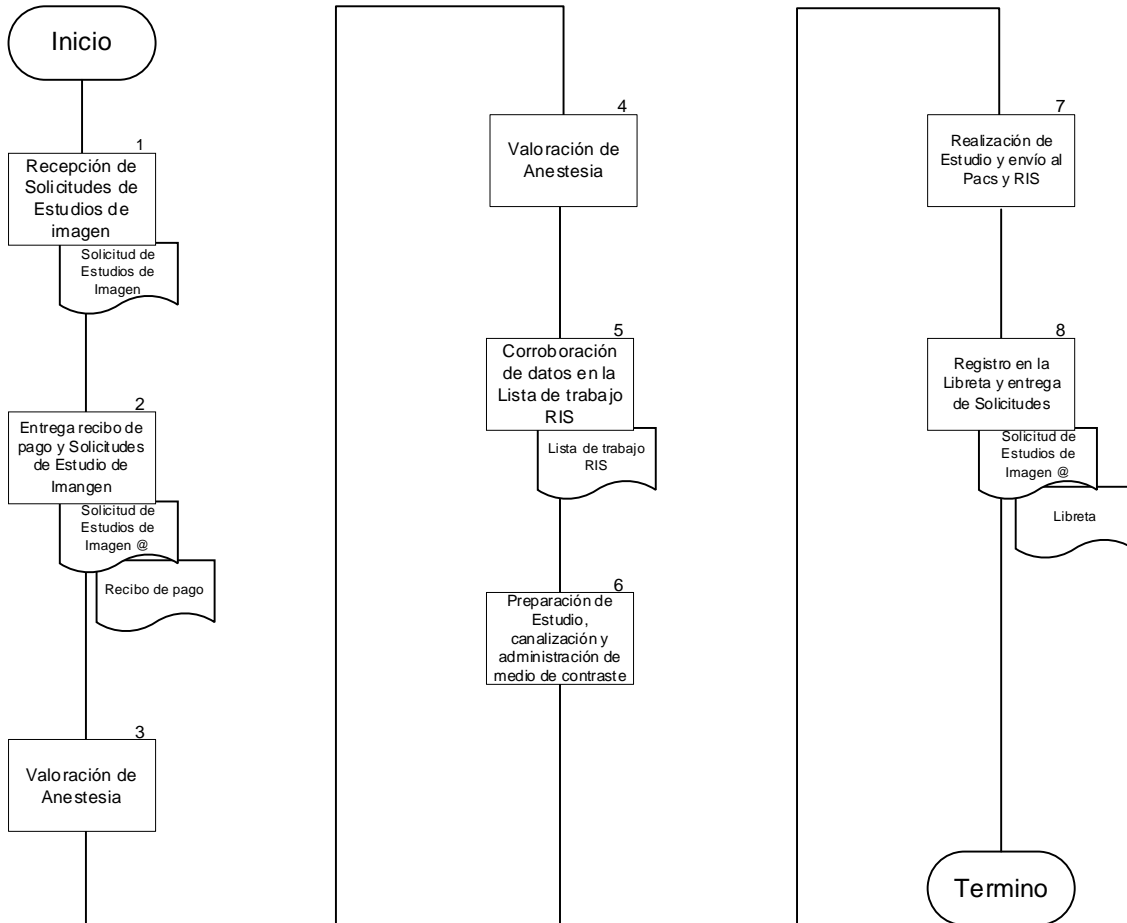 Inicio
1
Recepción de
Solicitudes de
Estudios de
imagen
Solicitud de
Estudios de
Imagen
2
Entrega recibo de
pago y Solicitudes
de Estudio de
Imangen
Solicitud de
Estudios de
Imagen @
Recibo de pago
3
Valoración de
Anestesia
4
Valoración de
Anestesia
5
Corroboración
de datos en la
Lista de trabajo
RIS
Lista de trabajo
RIS
6
Preparación de
Estudio,
canalización y
administración de
medio de contraste
7
Realización de
Estudio y envío al
Pacs y RIS
8
Registro en la
Libreta y entrega
de Solicitudes
Solicitud de
Estudios de
Imagen @
Libreta
Termino